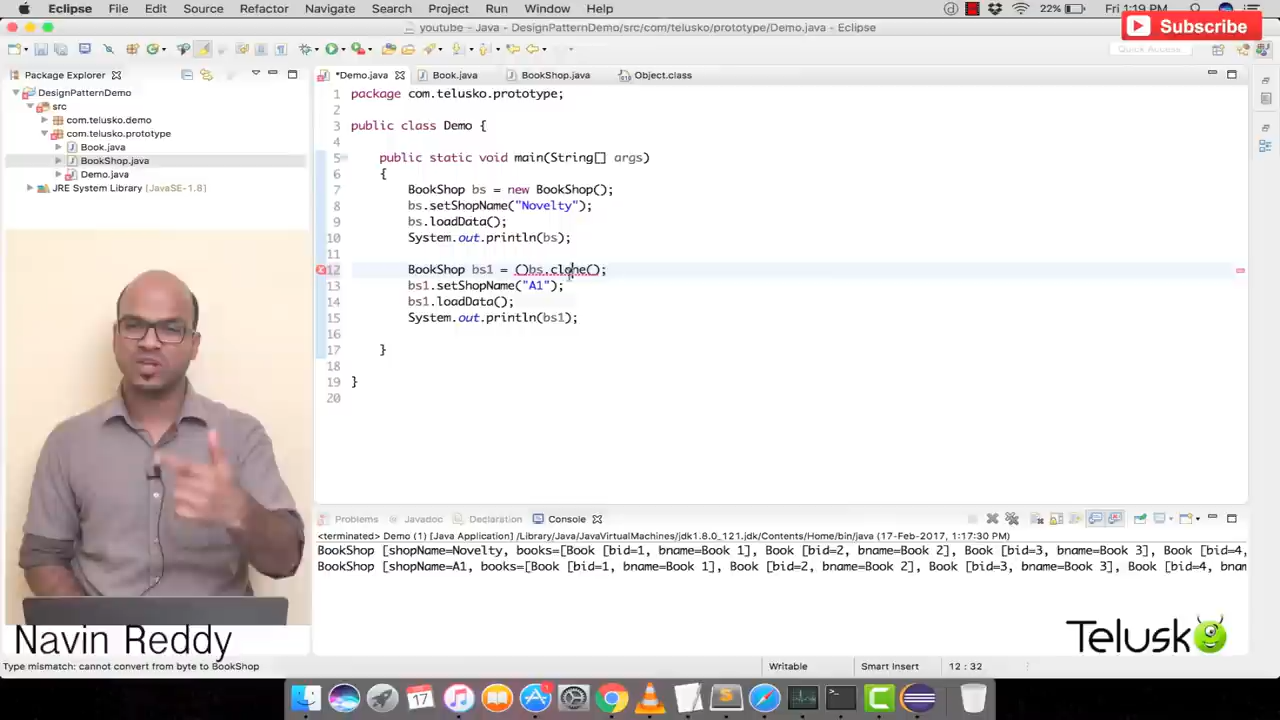 Eclipse File Edit Source Refactor Navigate Search Project Run Window Help 22% Fri 1:19 PM
Subscribe
youtube - Java - DesignPatternDemo/src/com/telusko/prototype/Demo.java - Eclipse
Quick Access
Package Explorer
*Demo.java Book.java BookShop.java Object.class
DesignPatternDemo
src
com.telusko.demo
com.telusko.prototype
Book.java
BookShop.java
Demo.java
JRE System Library [JavaSE-1.8]
1 package com.telusko.prototype;
2
3 public class Demo {
4
5 public static void main(String[] args)
6 {
7 BookShop bs = new BookShop();
8 bs.setShopName("Novelty");
9 bs.loadData();
10 System.out.println(bs);
11
12 BookShop bs1 = ()bs.clone();
13 bs1.setShopName("A1");
14 bs1.loadData();
15 System.out.println(bs1);
16
17 }
18
19 }
20
Problems Javadoc Declaration Console
<terminated> Demo (1) [Java Application] /Library/Java/JavaVirtualMachines/jdk1.8.0_121.jdk/Contents/Home/bin/java (17-Feb-2017, 1:17:30 PM)
BookShop [shopName=Novelty, books=[Book [bid=1, bname=Book 1], Book [bid=2, bname=Book 2], Book [bid=3, bname=Book 3], Book [bid=4,
BookShop [shopName=A1, books=[Book [bid=1, bname=Book 1], Book [bid=2, bname=Book 2], Book [bid=3, bname=Book 3], Book [bid=4, bnam
Navin Reddy
Telusko
Type mismatch: cannot convert from byte to BookShop Writable Smart Insert 12 : 32
17